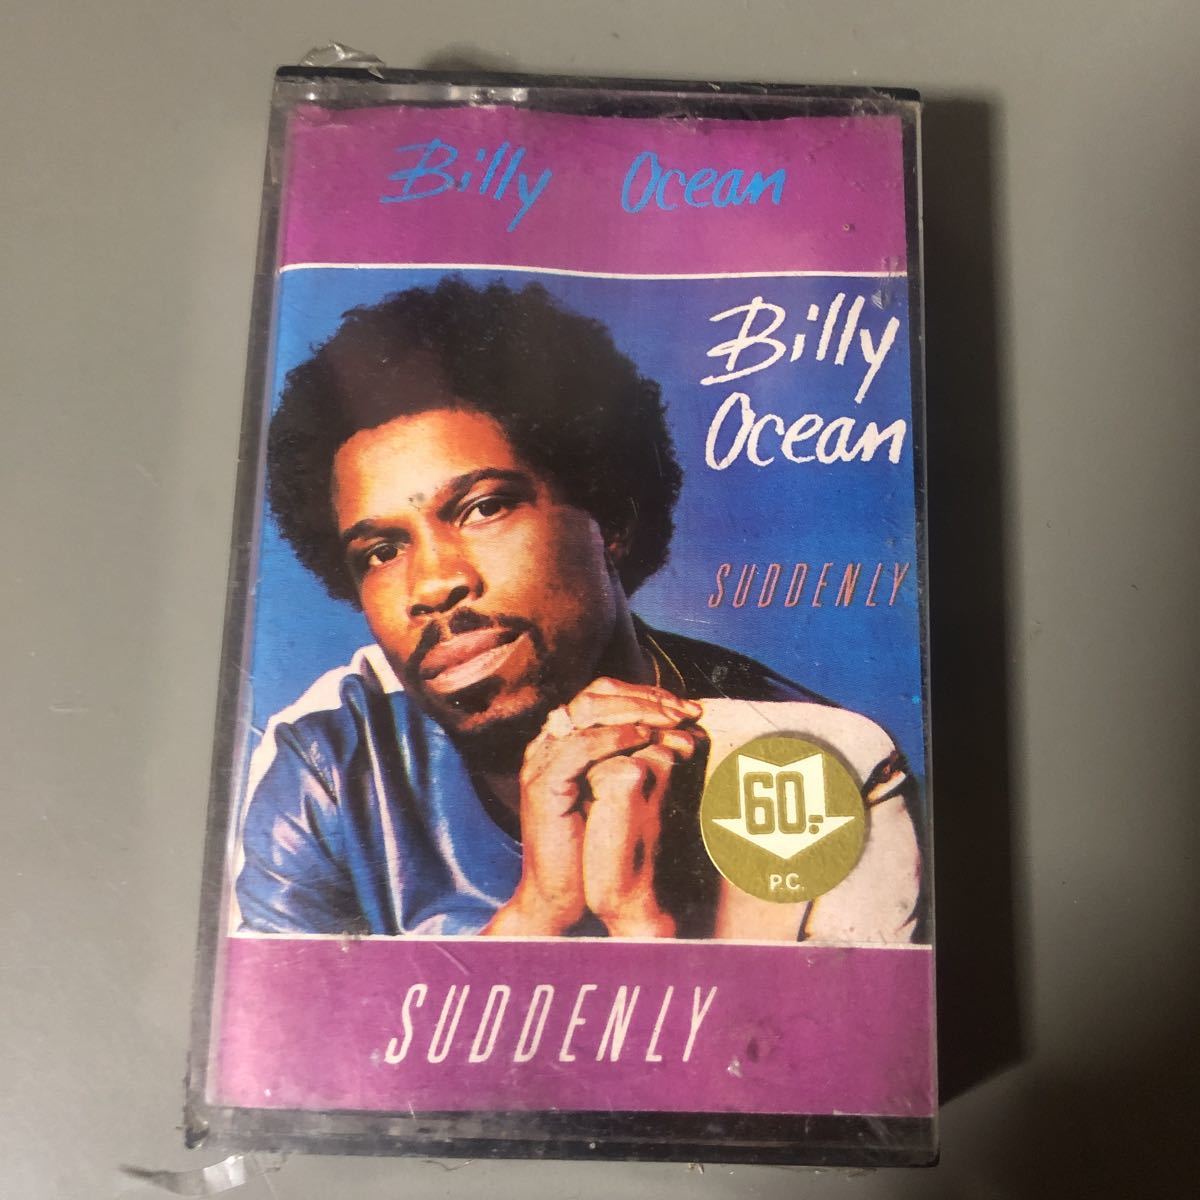 Billy Ocean
Billy
Ocean
SUDDENLY
60.-
P.C.
SUDDENLY